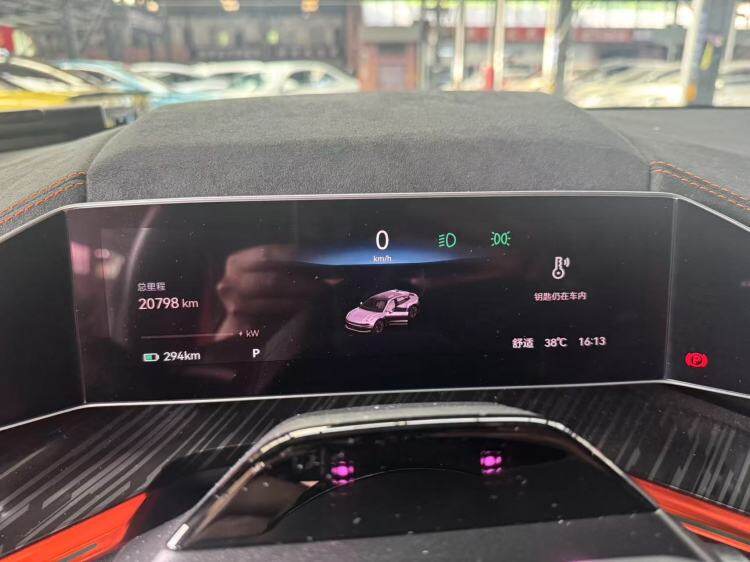 0
km/h
总里程
20798 km
钥匙仍在车内
+ kW
294km
P
舒适 38℃ 16:13
P